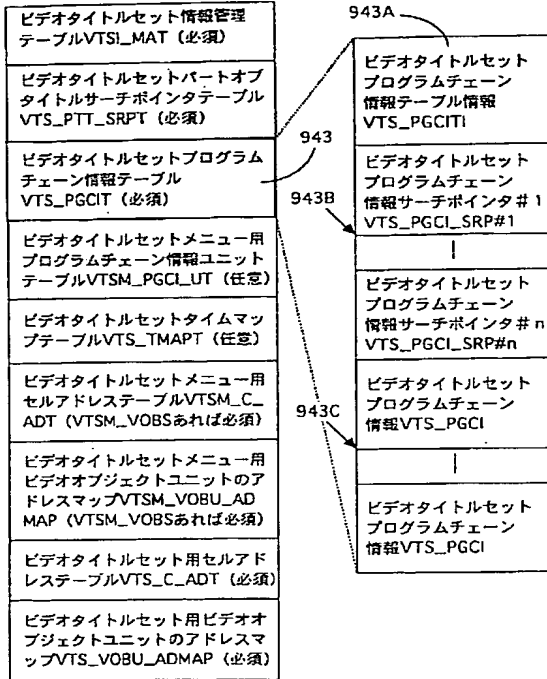 ビデオタイトルセット情報管理
テーブルVTSI_MAT（必須）
ビデオタイトルセットパートオブ
タイトルサーチポインタテーブル
VTS_PTT_SRPT（必須）
ビデオタイトルセットプログラム
チェーン情報テーブル
VTS_PGCIT（必須）
ビデオタイトルセットメニュー用
プログラムチェーン情報ユニット
テーブルVTSM_PGCI_UT（任意）
ビデオタイトルセットタイムマッ
プテーブルVTS_TMAPT（任意）
ビデオタイトルセットメニュー用
セルアドレステーブルVTSM_C_
ADT（VTSM_VOBSあれば必須）
ビデオタイトルセットメニュー用
ビデオオブジェクトユニットのア
ドレスマップVTSM_VOBU_AD
MAP（VTSM_VOBSあれば必須）
ビデオタイトルセット用セルアド
レステーブルVTS_C_ADT（必須）
ビデオタイトルセット用ビデオオ
ブジェクトユニットのアドレスマ
ップVTS_VOBU_ADMAP（必須）
943
943A
ビデオタイトルセット
プログラムチェーン
情報テーブル情報
VTS_PGCITI
ビデオタイトルセット
プログラムチェーン
情報サーチポインタ＃1
VTS_PGCI_SRP#1
943B
ビデオタイトルセット
プログラムチェーン
情報サーチポインタ＃n
VTS_PGCI_SRP#n
ビデオタイトルセット
プログラムチェーン
情報VTS_PGCI
943C
ビデオタイトルセット
プログラムチェーン
情報VTS_PGCI